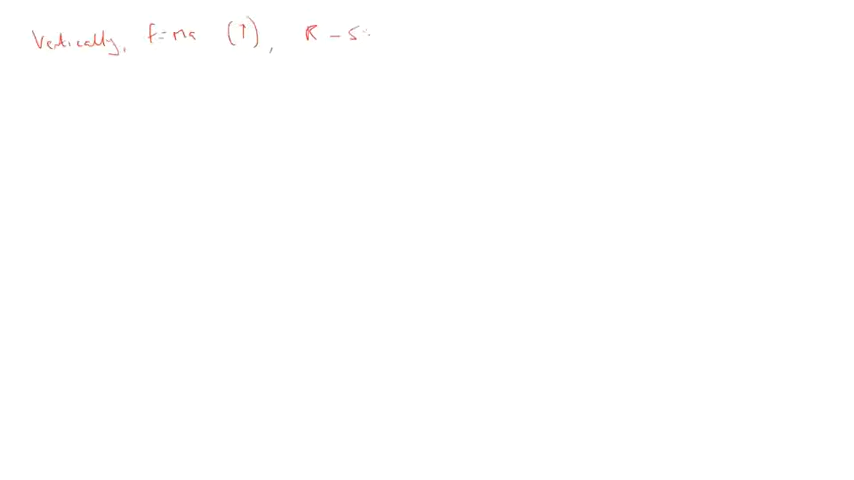 Vertically, F=ma (↑), R - 5